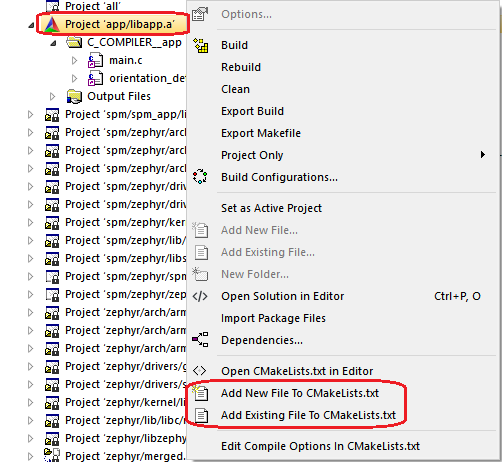 Project 'all'
Project 'app/libapp.a'
C_COMPILER__app
main.c
orientation_de
Output Files
Project 'spm/spm_app/li
Project 'spm/zephyr/arch
Project 'spm/zephyr/arch
Project 'spm/zephyr/arch
Project 'spm/zephyr/driv
Project 'spm/zephyr/driv
Project 'spm/zephyr/kern
Project 'spm/zephyr/lib/
Project 'spm/zephyr/libs
Project 'spm/zephyr/spm
Project 'spm/zephyr/zep
Project 'zephyr/arch/arm
Project 'zephyr/arch/arm
Project 'zephyr/arch/arm
Project 'zephyr/drivers/g
Project 'zephyr/drivers/s
Project 'zephyr/kernel/li
Project 'zephyr/lib/libc/
Project 'zephyr/libzephy
Project 'zephyr/merged.
Options...
Build
Rebuild
Clean
Export Build
Export Makefile
Project Only
Build Configurations...
Set as Active Project
Add New File...
Add Existing File...
New Folder...
Open Solution in Editor Ctrl+P, O
Import Package Files
Dependencies...
Open CMakeLists.txt in Editor
Add New File To CMakeLists.txt
Add Existing File To CMakeLists.txt
Edit Compile Options In CMakeLists.txt